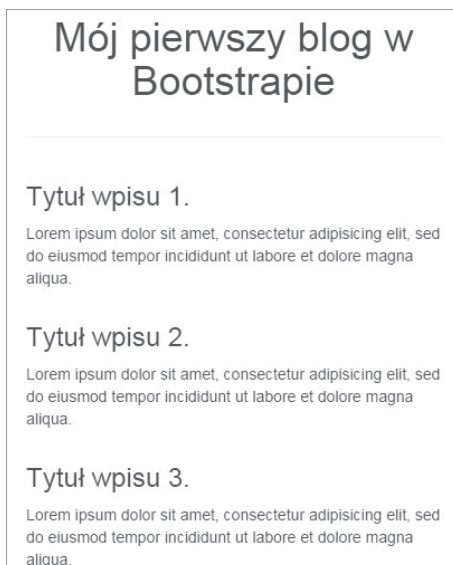 Mój pierwszy blog w
Bootstrapie
Tytuł wpisu 1.
Lorem ipsum dolor sit amet, consectetur adipisicing elit, sed
do eiusmod tempor incididunt ut labore et dolore magna
aliqua.
Tytuł wpisu 2.
Lorem ipsum dolor sit amet, consectetur adipisicing elit, sed
do eiusmod tempor incididunt ut labore et dolore magna
aliqua.
Tytuł wpisu 3.
Lorem ipsum dolor sit amet, consectetur adipisicing elit, sed
do eiusmod tempor incididunt ut labore et dolore magna
aliqua.